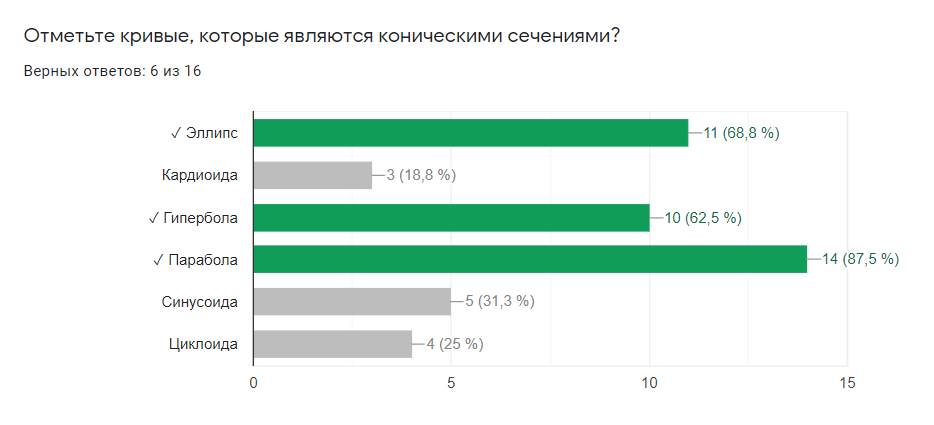 Отметьте кривые, которые являются коническими сечениями?
Верных ответов: 6 из 16
✓ Эллипс 11 (68,8 %)
Кардиоида 3 (18,8 %)
✓ Гипербола 10 (62,5 %)
✓ Парабола 14 (87,5 %)
Синусоида 5 (31,3 %)
Циклоида 4 (25 %)
0 5 10 15